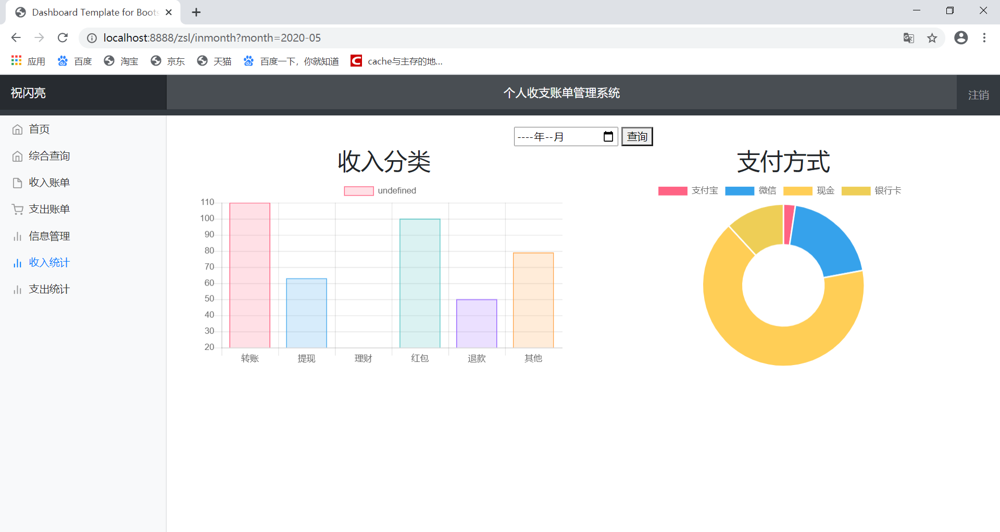 Dashboard Template for Boots
localhost:8888/zsl/inmonth?month=2020-05
应用 百度 淘宝 京东 天猫 百度一下，你就知道 cache与主存的地...
祝闪亮 个人收支账单管理系统 注销
首页
综合查询
收入账单
支出账单
信息管理
收入统计
支出统计
----年--月 查询
收入分类
undefined
110
100
90
80
70
60
50
40
30
20
转账 提现 理财 红包 退款 其他
支付方式
支付宝 微信 现金 银行卡